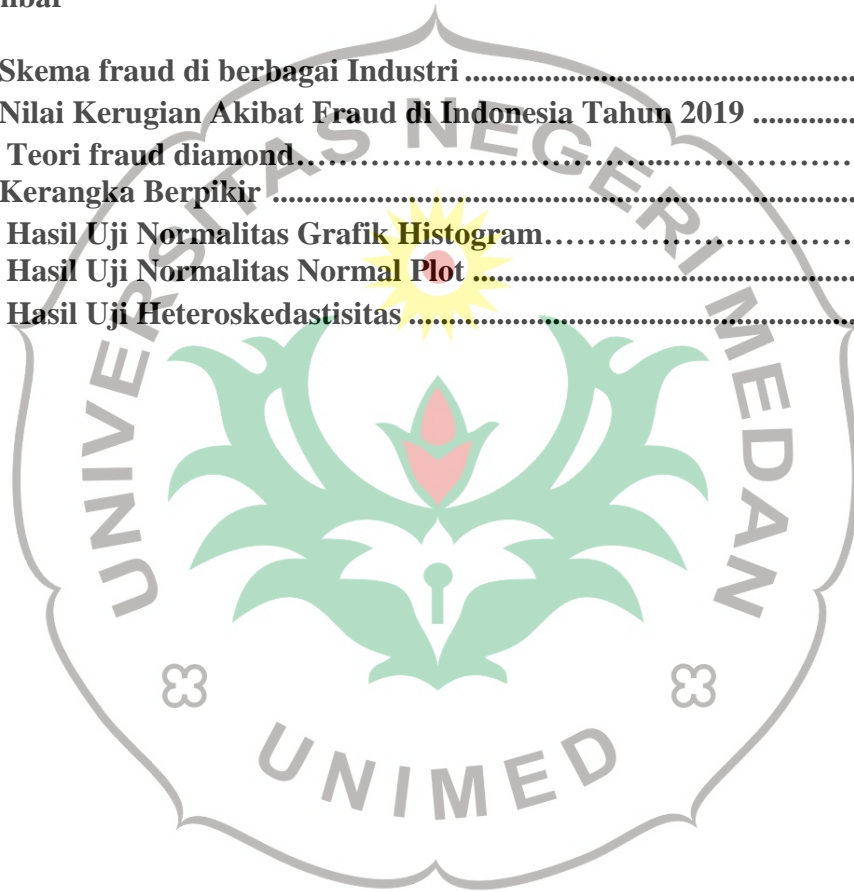 Skema fraud di berbagai Industri ................................................
Nilai Kerugian Akibat Fraud di Indonesia Tahun 2019 .............
Teori fraud diamond……………………………....………………
Kerangka Berpikir ........................................................................
Hasil Uji Normalitas Grafik Histogram…………………………
Hasil Uji Normalitas Normal Plot ...............................................
Hasil Uji Heteroskedastisitas .......................................................
UNIVERSITAS NEGERI MEDAN
UNIMED